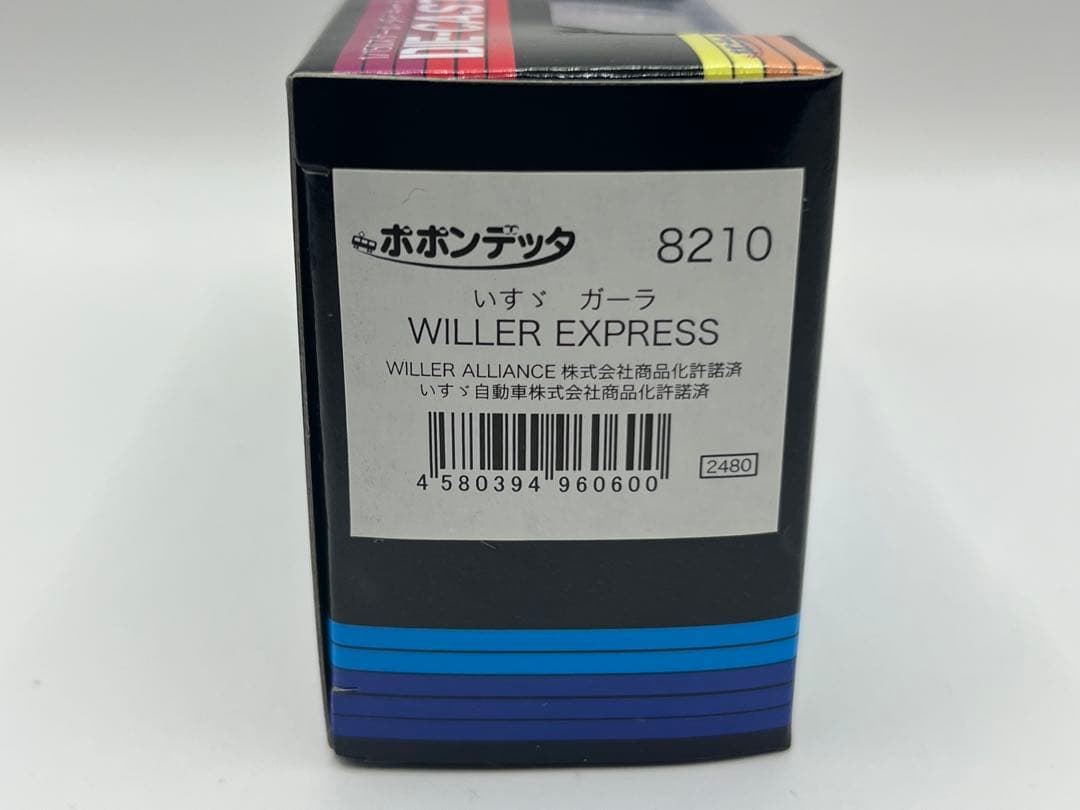 DIE-CAST
ポポンデッタ 8210
いすゞ ガーラ
WILLER EXPRESS
WILLER ALLIANCE 株式会社商品化許諾済
いすゞ自動車株式会社商品化許諾済
2480
4 580394 960600